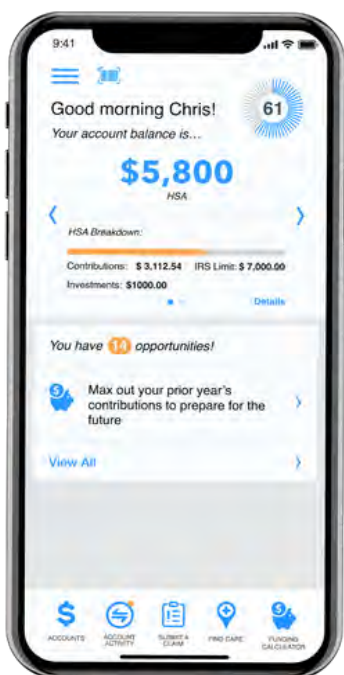 9:41
Good morning Chris!
61
Your account balance is...
$5,800
HSA
HSA Breakdown:
Contributions: $ 3,112.54 IRS Limit: $ 7,000.00
Investments: $1000.00
Details
You have 14 opportunities!
Max out your prior year's
contributions to prepare for the
future
View All
ACCOUNTS
ACCOUNT
ACTIVITY
SUBMIT A
CLAIM
FIND CARE
FUNDING
CALCULATOR